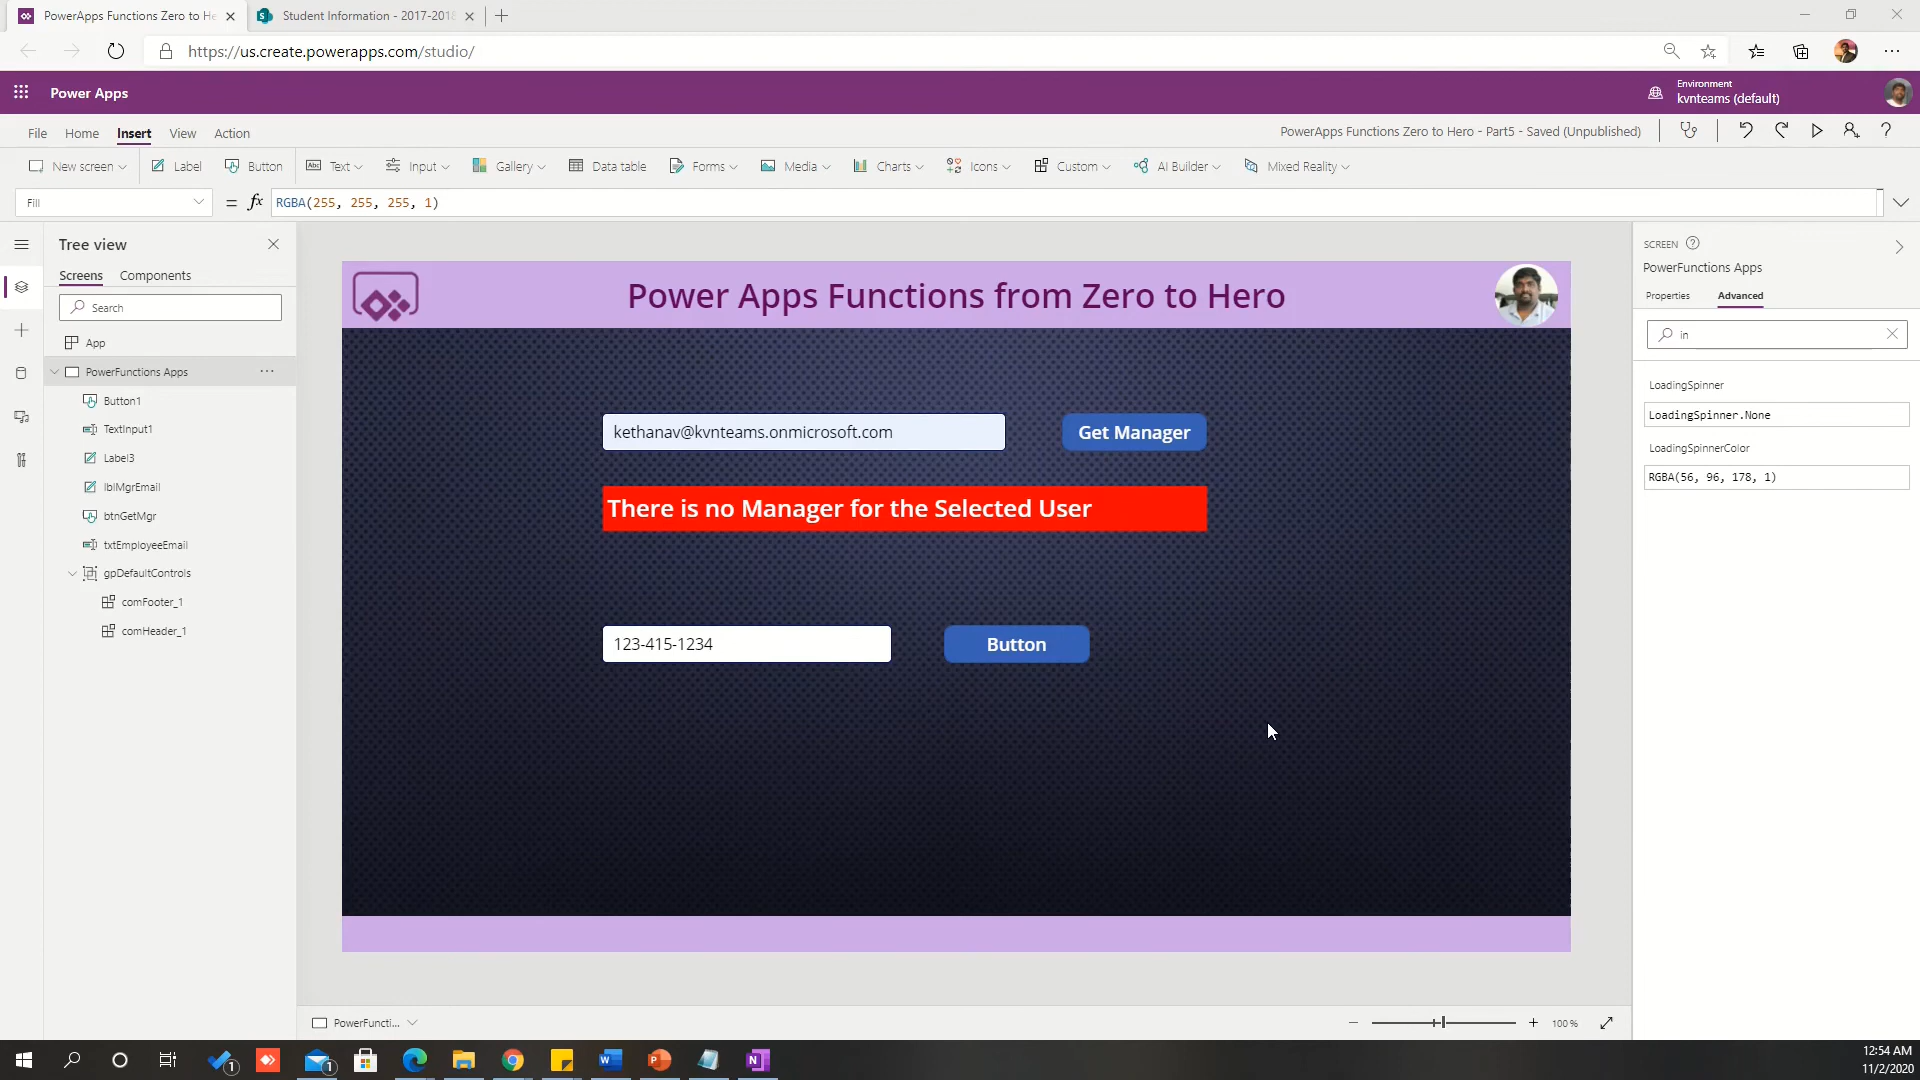 PowerApps Functions Zero to He
Student Information - 2017-2018
https://us.create.powerapps.com/studio/
Power Apps
Environment
kvnteams (default)
File Home Insert View Action
PowerApps Functions Zero to Hero - Part5 - Saved (Unpublished)
New screen Label Button Abc Text Input Gallery Data table Forms Media Charts Icons Custom AI Builder Mixed Reality
Fill = fx RGBA(255, 255, 255, 1)
Tree view
Screens Components
Search
App
PowerFunctions Apps
Button1
TextInput1
Label3
lblMgrEmail
btnGetMgr
txtEmployeeEmail
gpDefaultControls
comFooter_1
comHeader_1
Power Apps Functions from Zero to Hero
kethanav@kvnteams.onmicrosoft.com
Get Manager
There is no Manager for the Selected User
123-415-1234
Button
SCREEN
PowerFunctions Apps
Properties Advanced
in
LoadingSpinner
LoadingSpinner.None
LoadingSpinnerColor
RGBA(56, 96, 178, 1)
PowerFuncti...
100 %
12:54 AM
11/2/2020